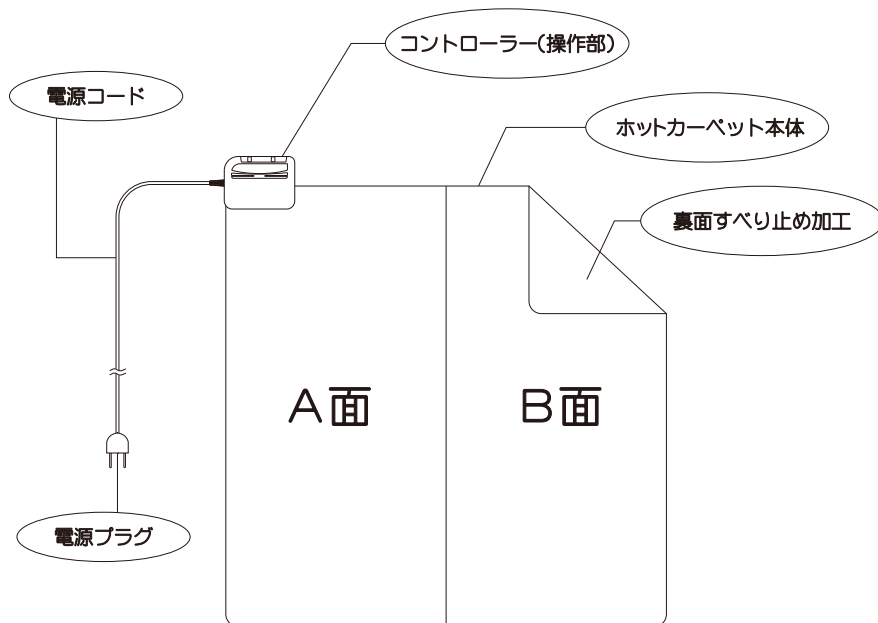 コントローラー(操作部)
電源コード
ホットカーペット本体
裏面すべり止め加工
A面
B面
電源プラグ